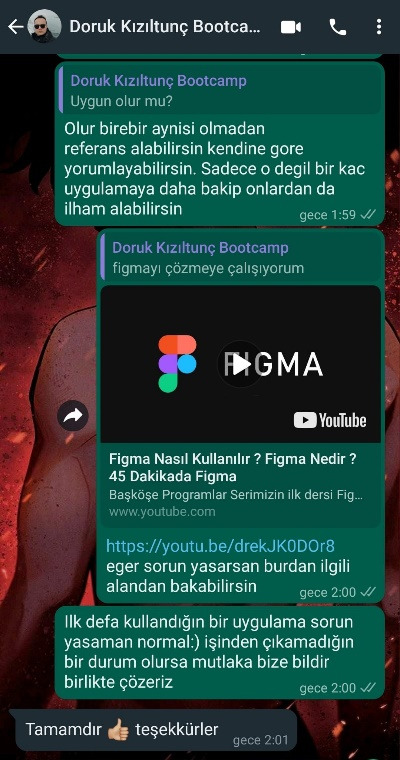 Doruk Kızıltunç Bootca...
Doruk Kızıltunç Bootcamp
Uygun olur mu?
Olur birebir aynisi olmadan
referans alabilirsin kendine gore
yorumlayabilirsin. Sadece o degil bir kac
uygulamaya daha bakip onlardan da
ilham alabilirsin
gece 1:59
Doruk Kızıltunç Bootcamp
figmayı çözmeye çalışıyorum
FIGMA
YouTube
Figma Nasıl Kullanılır ? Figma Nedir ?
45 Dakikada Figma
Başköşe Programlar Serimizin ilk dersi Fig...
www.youtube.com
https://youtu.be/drekJK0DOr8
eger sorun yasarsan burdan ilgili
alandan bakabilirsin
gece 2:00
Ilk defa kullandığın bir uygulama sorun
yasaman normal:) işinden çıkamadığın
bir durum olursa mutlaka bize bildir
birlikte çözeriz
gece 2:00
Tamamdır 👍🏼 teşekkürler
gece 2:01